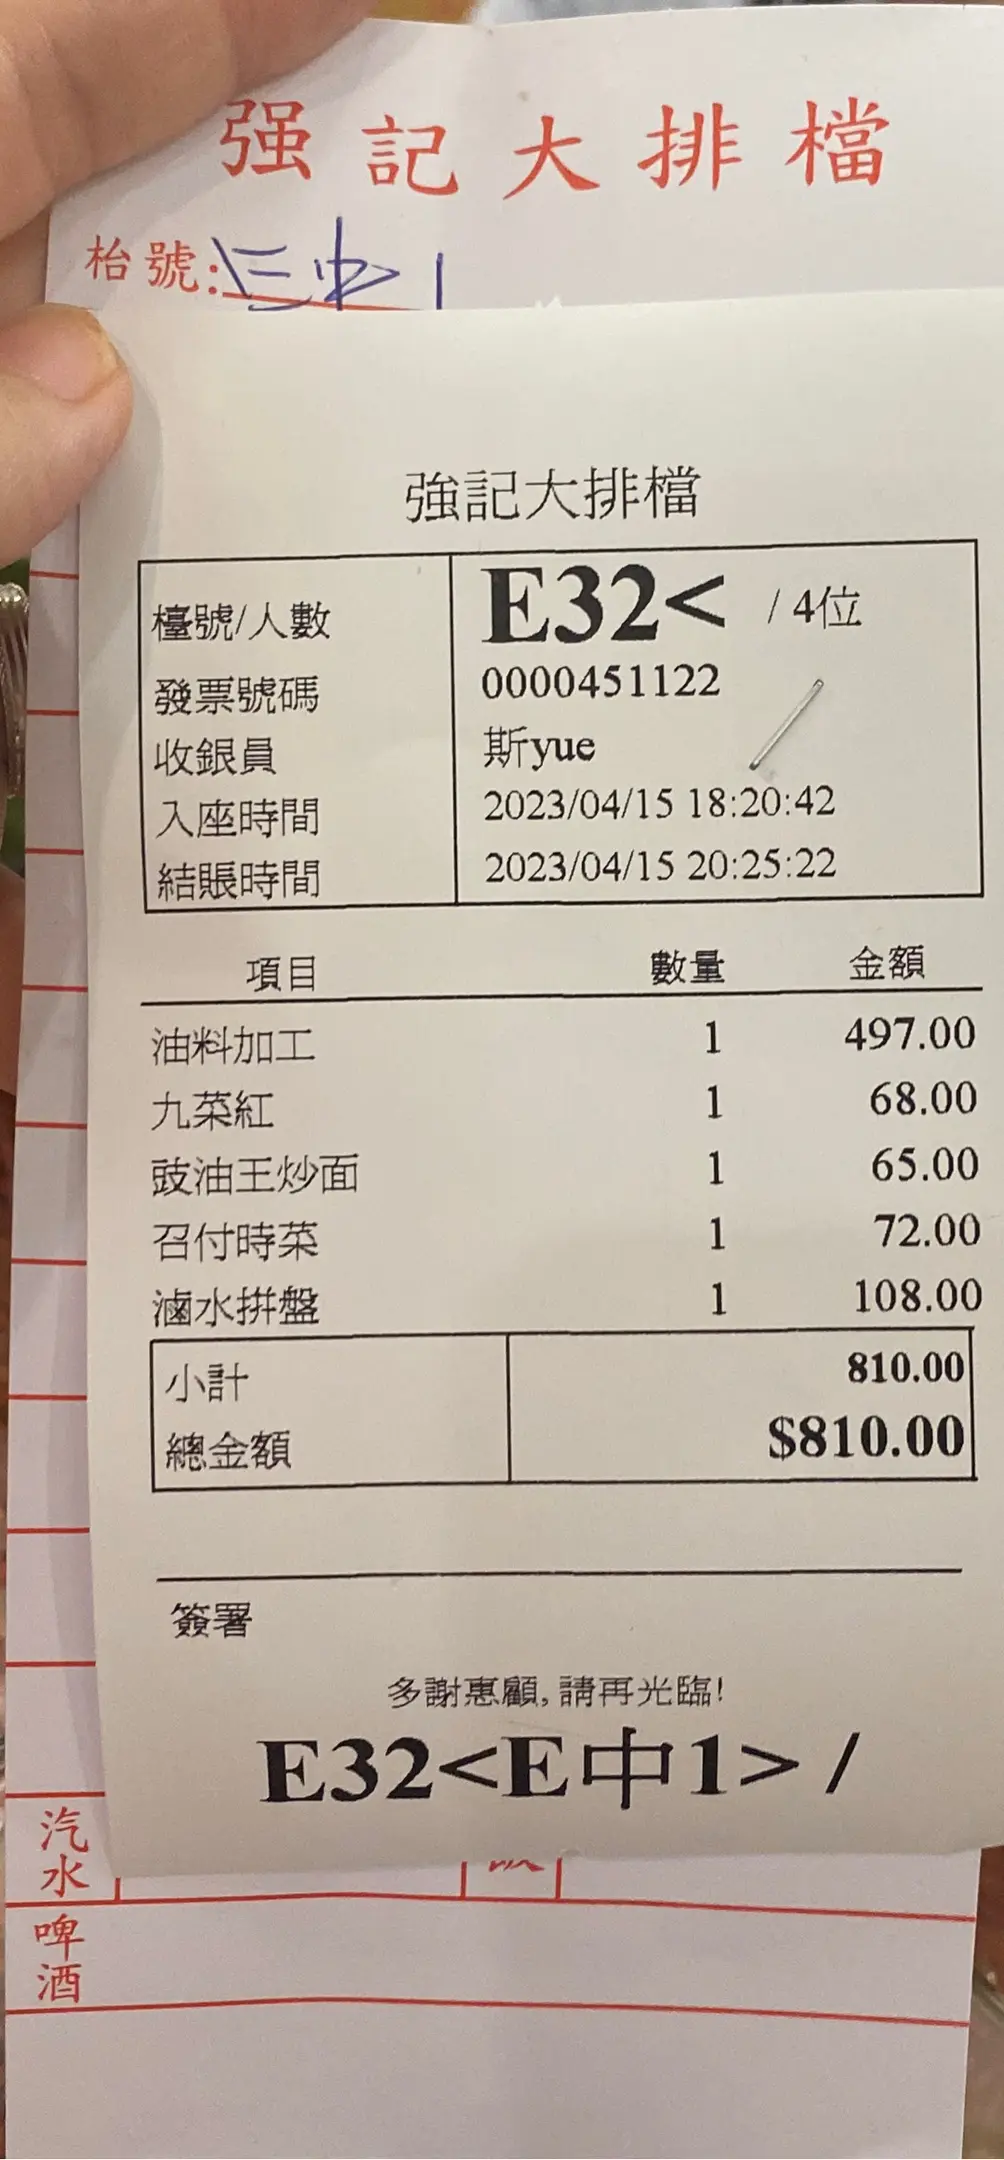 强記大排檔
枱號:E中1
強記大排檔
檯號/人數 E32< / 4位
發票號碼 0000451122
收銀員 斯yue
入座時間 2023/04/15 18:20:42
結賬時間 2023/04/15 20:25:22
項目 數量 金額
油料加工 1 497.00
九菜紅 1 68.00
豉油王炒面 1 65.00
召付時菜 1 72.00
滷水拼盤 1 108.00
小計 810.00
總金額 $810.00
簽署
多謝惠顧,請再光臨!
E32<E中1> /
汽水
啤酒